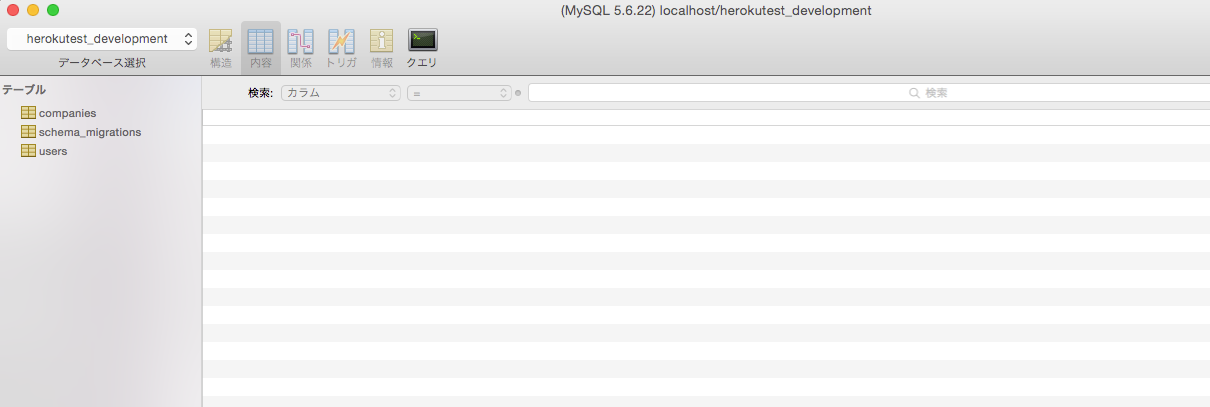 (MySQL 5.6.22) localhost/herokutest_development
herokutest_development
データベース選択
構造
内容
関係
トリガ
情報
クエリ
テーブル
companies
schema_migrations
users
検索: カラム = 検索